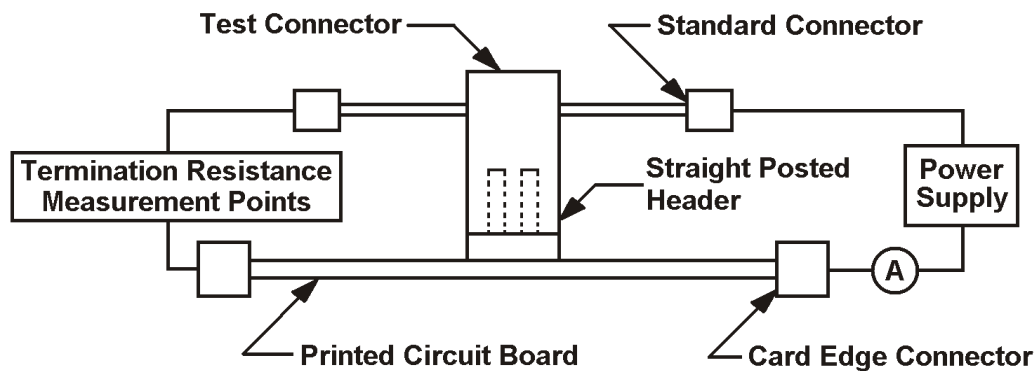 Test Connector
Standard Connector
Termination Resistance
Measurement Points
Straight Posted
Header
Power
Supply
A
Printed Circuit Board
Card Edge Connector